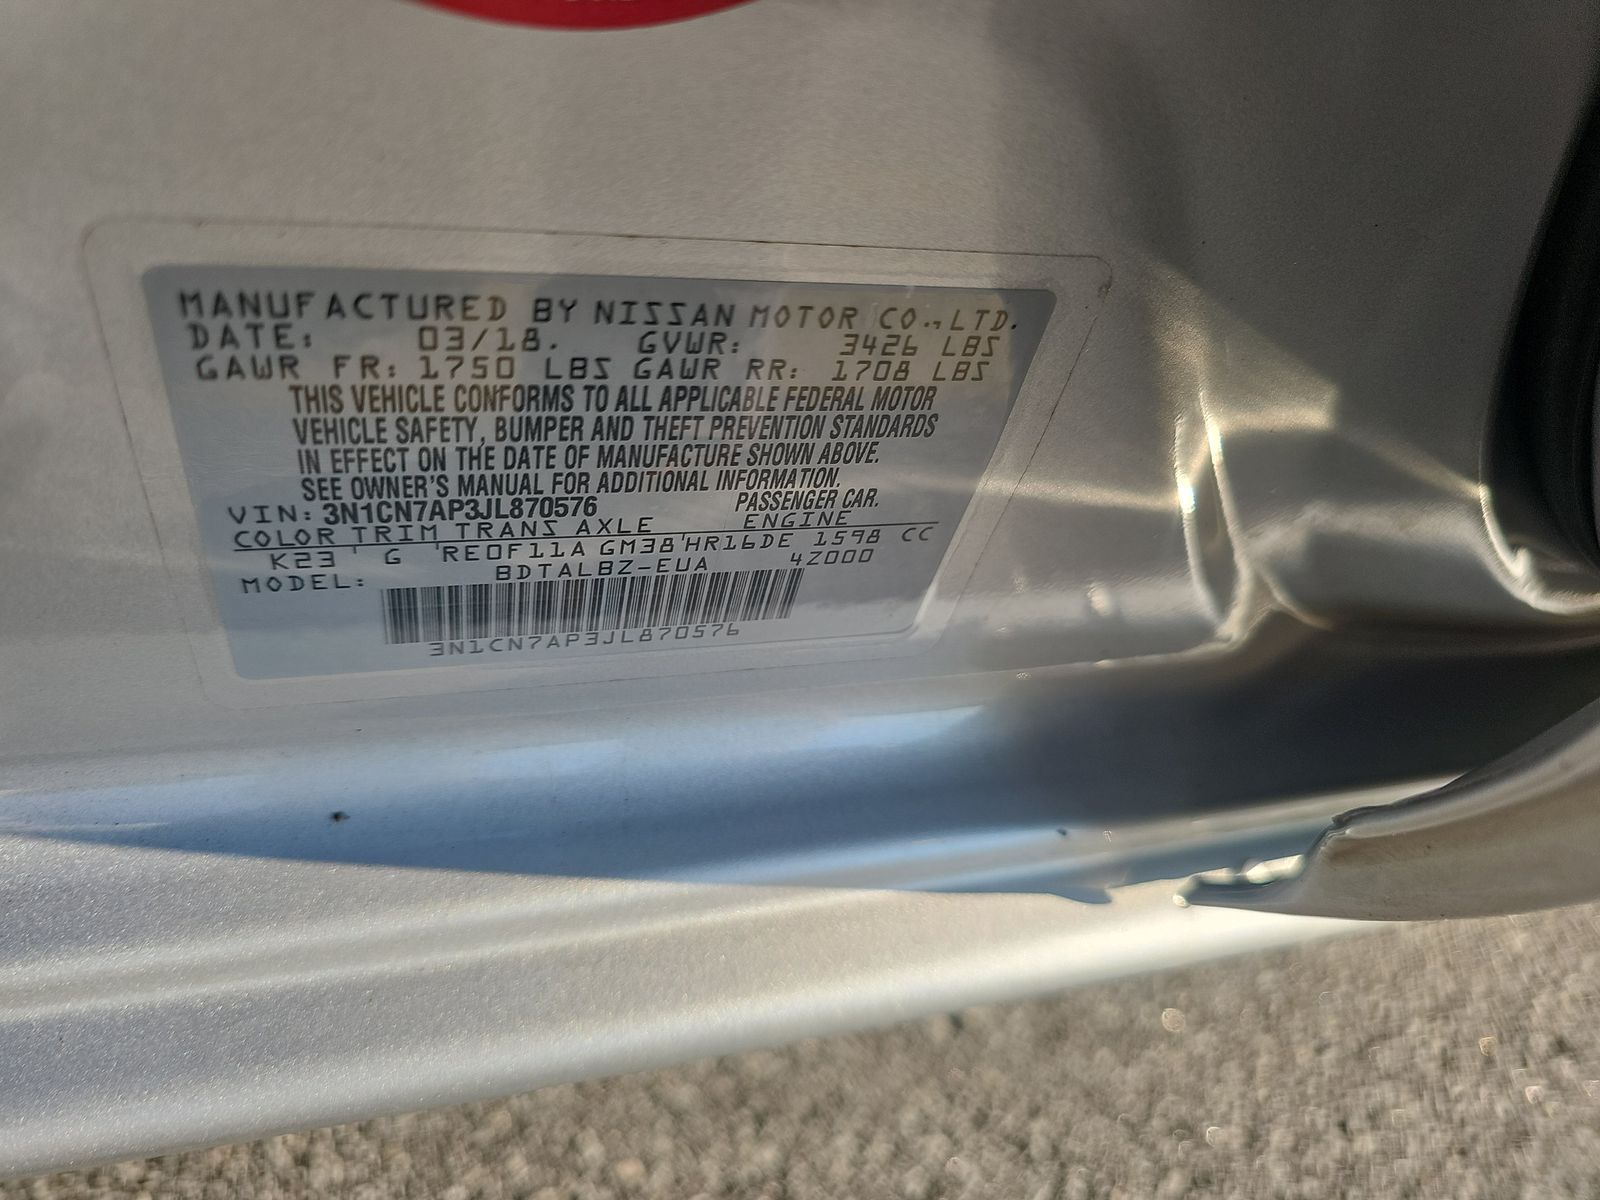 MANUFACTURED BY NISSAN MOTOR CO., LTD.
DATE: 03/18. GVWR: 3426 LBS
GAWR FR: 1750 LBS GAWR RR: 1708 LBS
THIS VEHICLE CONFORMS TO ALL APPLICABLE FEDERAL MOTOR
VEHICLE SAFETY, BUMPER AND THEFT PREVENTION STANDARDS
IN EFFECT ON THE DATE OF MANUFACTURE SHOWN ABOVE.
SEE OWNER'S MANUAL FOR ADDITIONAL INFORMATION.
VIN: 3N1CN7AP3JL870576 PASSENGER CAR.
COLOR TRIM TRANS AXLE ENGINE
K23 G RE0F11A GM38 HR16DE 1598 CC
MODEL: BDTALBZ-EUA 4Z000
3N1CN7AP3JL870576